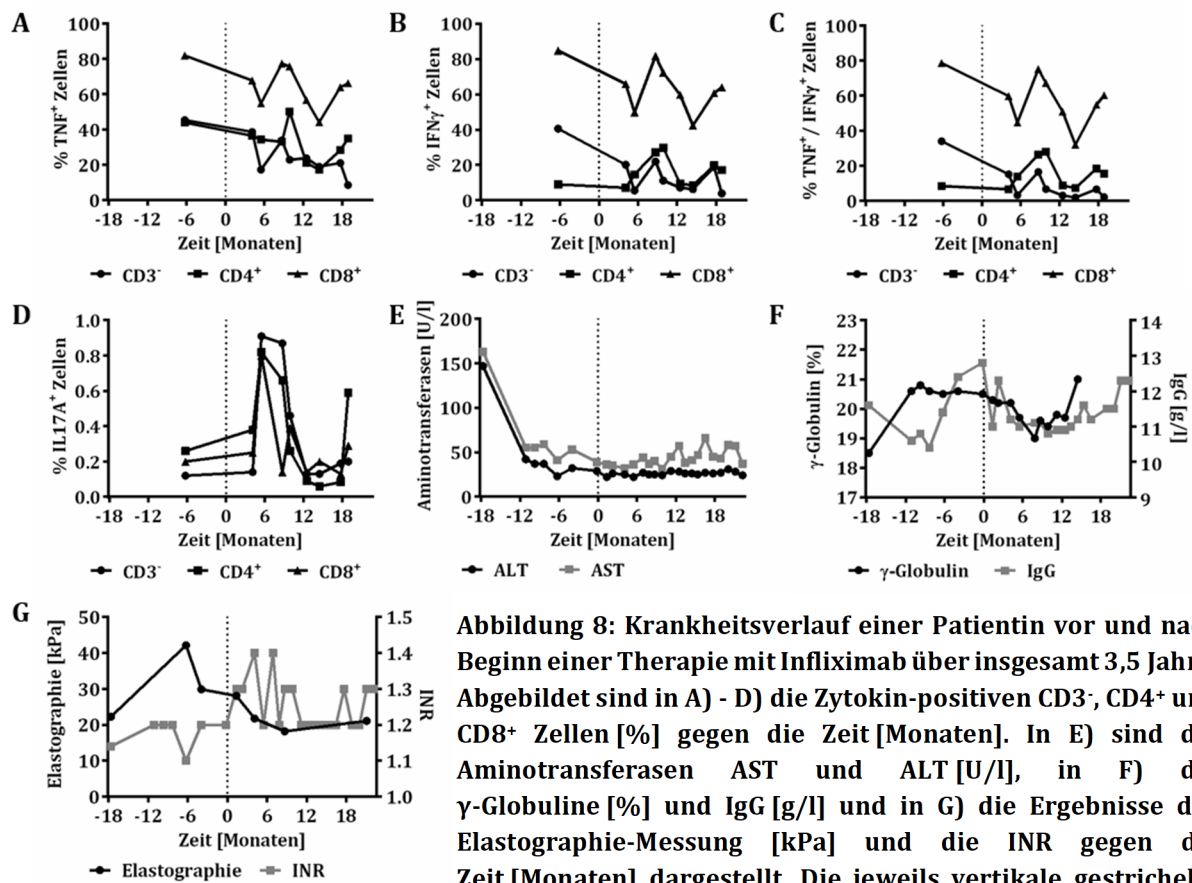 A
% TNF⁺ Zellen
100
80
60
40
20
0
-18 -12 -6 0 6 12 18
Zeit [Monaten]
CD3⁻ CD4⁺ CD8⁺
B
% IFNγ⁺ Zellen
100
80
60
40
20
0
-18 -12 -6 0 6 12 18
Zeit [Monaten]
CD3⁻ CD4⁺ CD8⁺
C
% TNF⁺ / IFNγ⁺ Zellen
100
80
60
40
20
0
-18 -12 -6 0 6 12 18
Zeit [Monaten]
CD3⁻ CD4⁺ CD8⁺
D
% IL17A⁺ Zellen
1.0
0.8
0.6
0.4
0.2
0.0
-18 -12 -6 0 6 12 18
Zeit [Monaten]
CD3⁻ CD4⁺ CD8⁺
E
Aminotransferasen [U/l]
200
150
100
50
0
-18 -12 -6 0 6 12 18
Zeit [Monaten]
ALT AST
F
γ-Globulin [%]
23
22
21
20
19
18
17
14
13
12
11
10
9
IgG [g/l]
-18 -12 -6 0 6 12 18
Zeit [Monaten]
γ-Globulin IgG
G
Elastographie [kPa]
50
40
30
20
10
0
1.5
1.4
1.3
1.2
1.1
1.0
INR
-18 -12 -6 0 6 12 18
Zeit [Monaten]
Elastographie INR
Abbildung 8: Krankheitsverlauf einer Patientin vor und na
Beginn einer Therapie mit Infliximab über insgesamt 3,5 Jahr
Abgebildet sind in A) - D) die Zytokin-positiven CD3⁻, CD4⁺ u
CD8⁺ Zellen [%] gegen die Zeit [Monaten]. In E) sind d
Aminotransferasen AST und ALT [U/l], in F) d
γ-Globuline [%] und IgG [g/l] und in G) die Ergebnisse d
Elastographie-Messung [kPa] und die INR gegen d
Zeit [Monaten] dargestellt. Die jeweils vertikale gestrichel